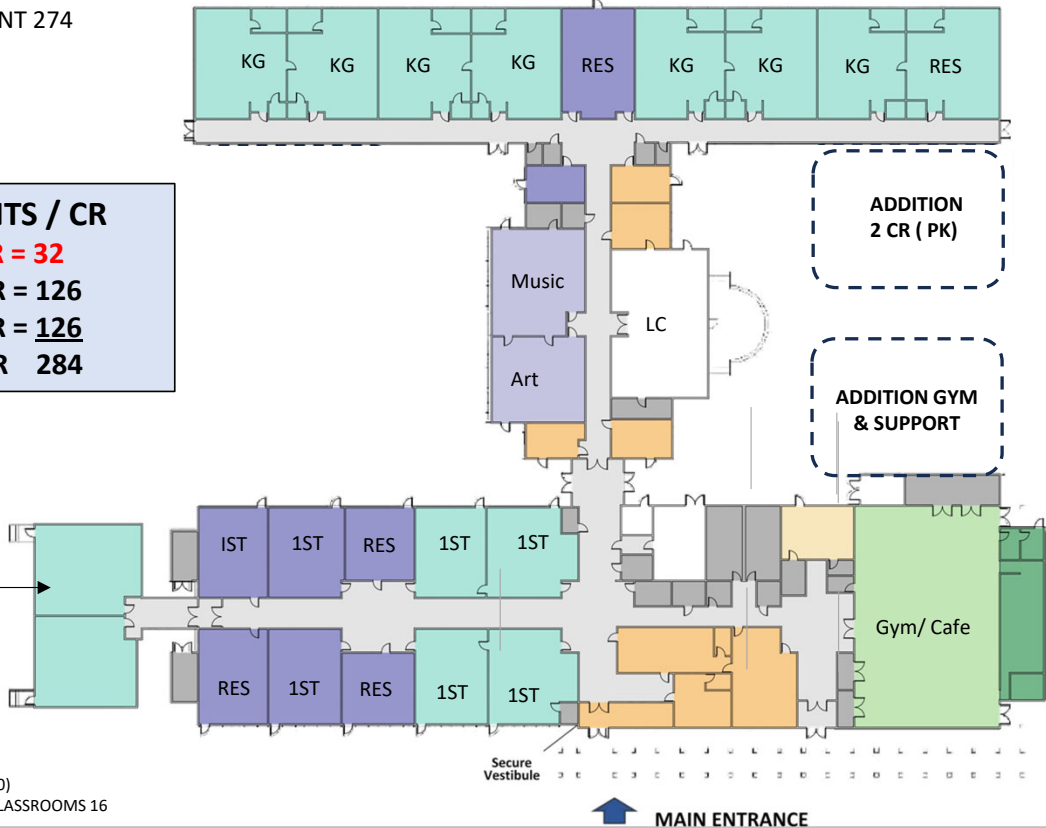 NT 274
KG KG KG KG RES KG KG KG RES
ITS / CR
R = 32
R = 126
R = 126
R 284
ADDITION
2 CR ( PK)
Music
LC
Art
ADDITION GYM
& SUPPORT
IST 1ST RES 1ST 1ST
Gym/ Cafe
RES 1ST RES 1ST 1ST
Secure
Vestibule
0)
LASSROOMS 16
MAIN ENTRANCE